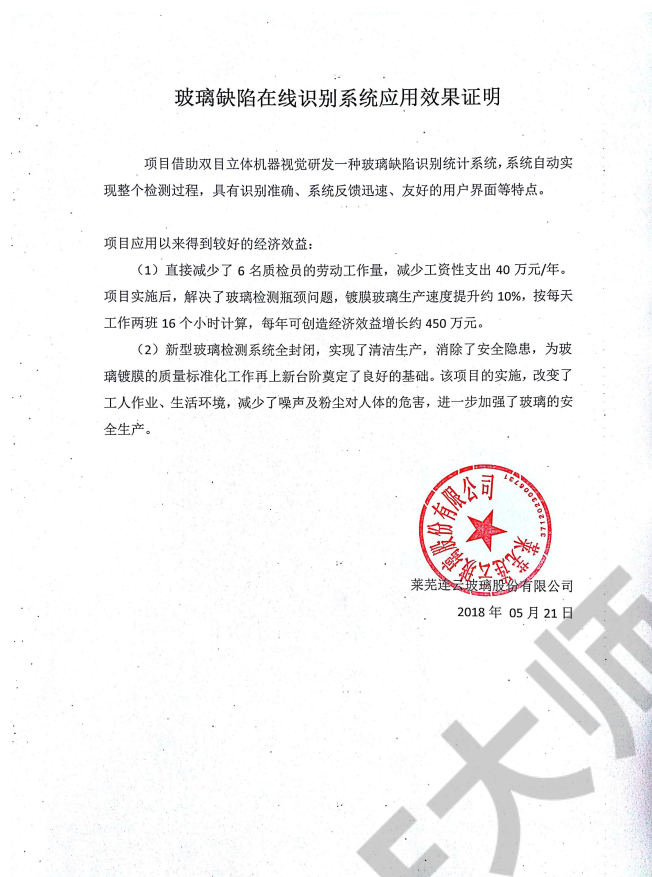 玻璃缺陷在线识别系统应用效果证明
项目借助双目立体机器视觉研发一种玻璃缺陷识别统计系统，系统自动实
现整个检测过程，具有识别准确、系统反馈迅速、友好的用户界面等特点。
项目应用以来得到较好的经济效益：
（1）直接减少了 6 名质检员的劳动工作量，减少工资性支出 40 万元/年。
项目实施后，解决了玻璃检测瓶颈问题，镀膜玻璃生产速度提升约 10%，按每天
工作两班 16 个小时计算，每年可创造经济效益增长约 450 万元。
（2）新型玻璃检测系统全封闭，实现了清洁生产，消除了安全隐患，为玻
璃镀膜的质量标准化工作再上新台阶奠定了良好的基础。该项目的实施，改变了
工人作业、生活环境，减少了噪声及粉尘对人体的危害，进一步加强了玻璃的安
全生产。
莱芜连云玻璃股份有限公司
3712021006731
莱芜连云玻璃股份有限公司
2018 年 05 月 21 日
大师